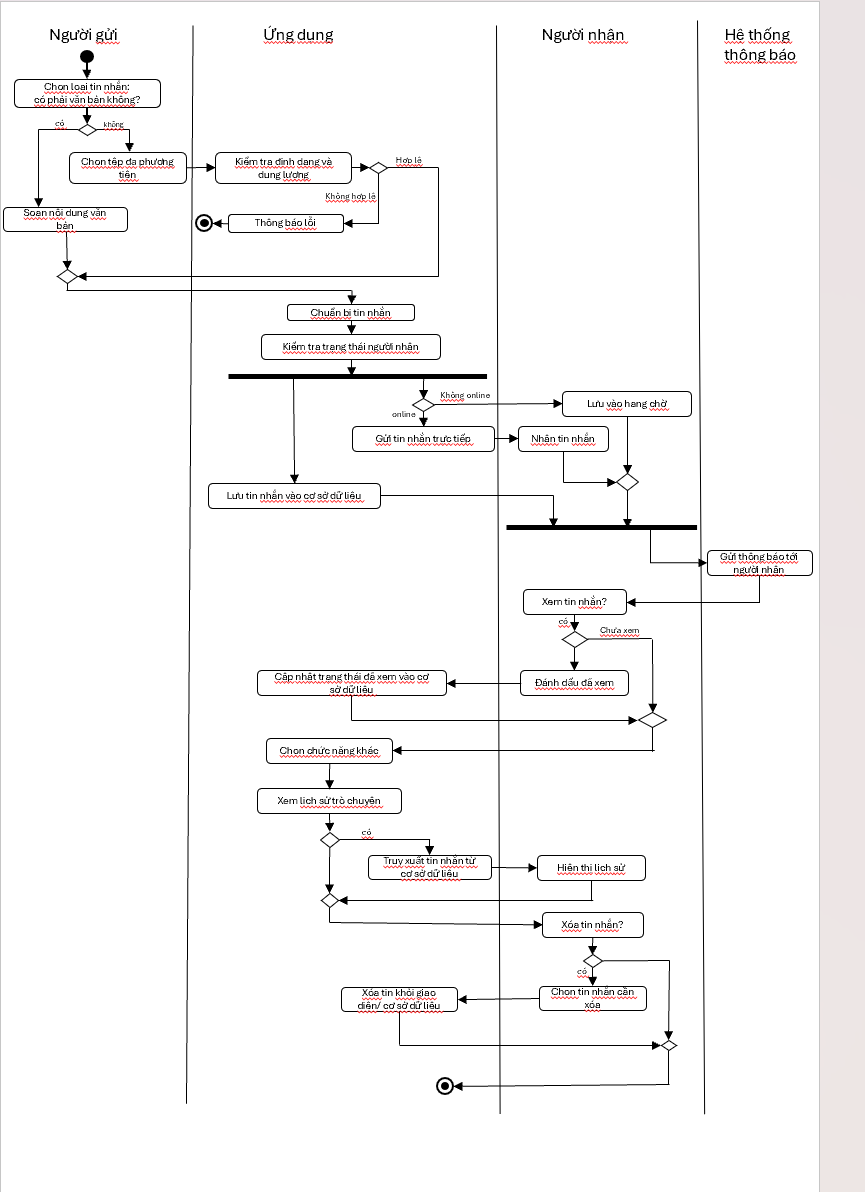 Người gửi
Ứng dụng
Người nhân
Hệ thống
thông báo
Chọn loại tin nhắn:
có phải văn bản không?
có
không
Chọn tệp đa phương
tiện
Kiểm tra định dạng và
dung lượng
Hợp lệ
Không hợp lệ
Soạn nội dung văn
bản
Thông báo lỗi
Chuẩn bị tin nhắn
Kiểm tra trạng thái người nhận
Không online
Lưu vào hang chờ
online
Gửi tin nhắn trực tiếp
Nhận tin nhắn
Lưu tin nhắn vào cơ sở dữ liệu
Gửi thông báo tới
người nhận
Xem tin nhắn?
có
Chưa xem
Cập nhật trạng thái đã xem vào cơ
sở dữ liệu
Đánh dấu đã xem
Chọn chức năng khác
Xem lịch sử trò chuyện
có
Truy xuất tin nhắn từ
cơ sở dữ liệu
Hiện thị lịch sử
Xóa tin nhắn?
có
Xóa tin khỏi giao
diện/ cơ sở dữ liệu
Chọn tin nhắn cần
xóa